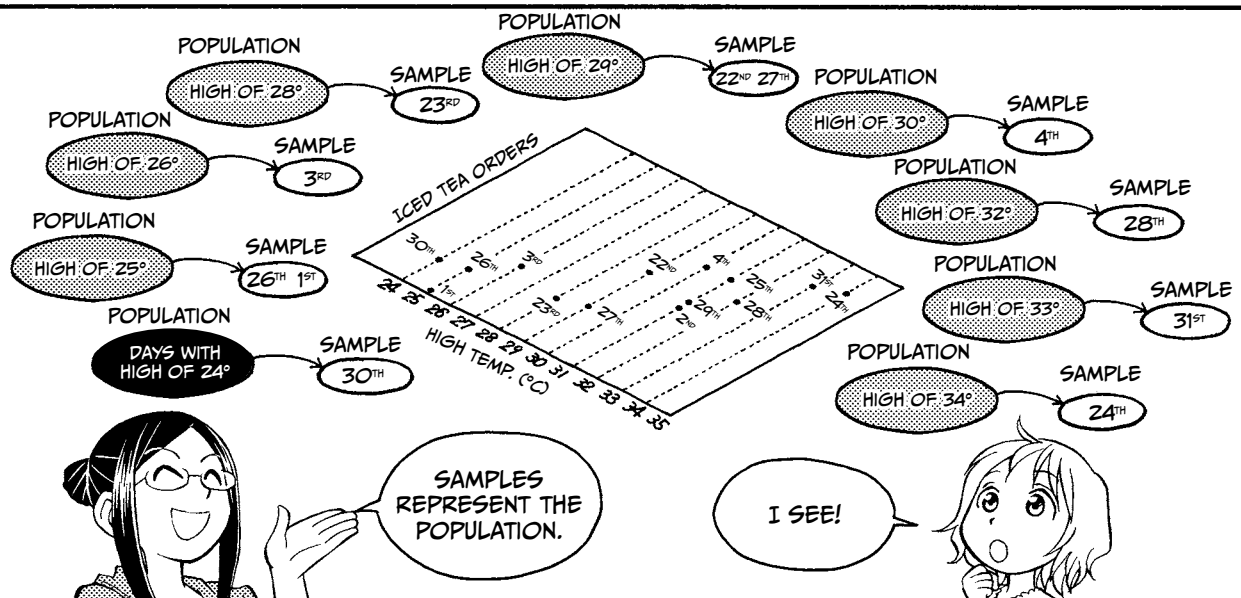 POPULATION
HIGH OF 29°
SAMPLE
22ND 27TH
POPULATION
HIGH OF 28°
SAMPLE
23RD
POPULATION
HIGH OF 30°
SAMPLE
4TH
POPULATION
HIGH OF 26°
SAMPLE
3RD
POPULATION
HIGH OF 32°
SAMPLE
28TH
POPULATION
HIGH OF 25°
SAMPLE
26TH 1ST
POPULATION
HIGH OF 33°
SAMPLE
31ST
POPULATION
DAYS WITH
HIGH OF 24°
SAMPLE
30TH
POPULATION
HIGH OF 34°
SAMPLE
24TH
ICED TEA ORDERS
30TH
26TH
3RD
22ND
4TH
25TH
31ST
24TH
1ST
23RD
27TH
2ND
29TH
28TH
24 25 26 27 28 29 30 31 32 33 34 35
HIGH TEMP. (°C)
SAMPLES
REPRESENT THE
POPULATION.
I SEE!